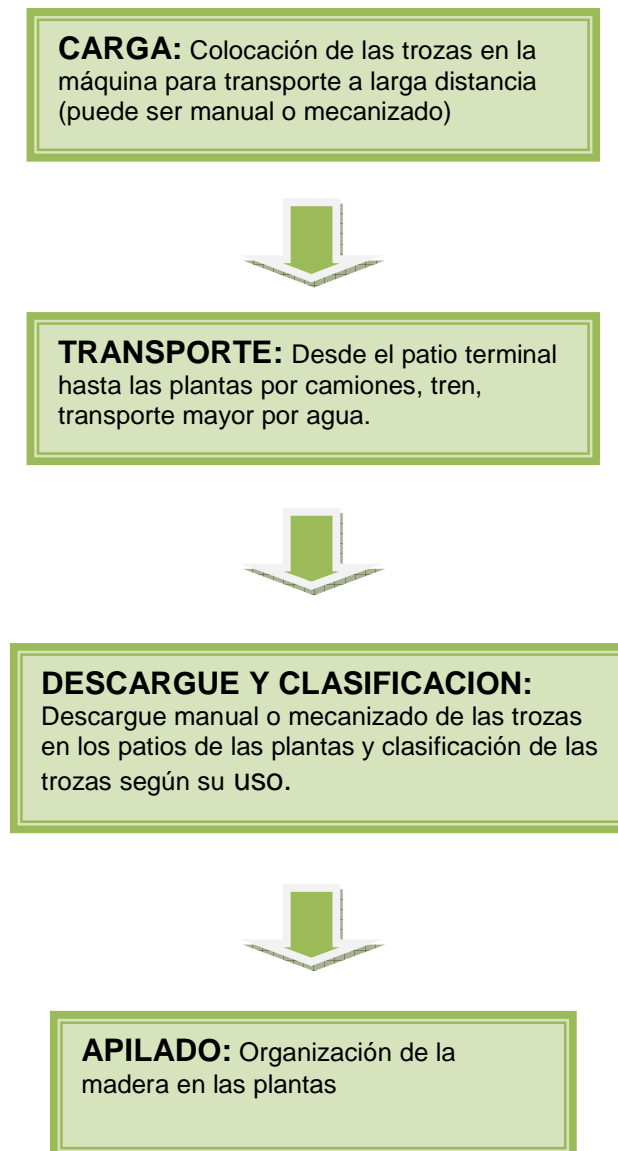 CARGA: Colocación de las trozas en la
máquina para transporte a larga distancia
(puede ser manual o mecanizado)
TRANSPORTE: Desde el patio terminal
hasta las plantas por camiones, tren,
transporte mayor por agua.
DESCARGUE Y CLASIFICACION:
Descargue manual o mecanizado de las trozas
en los patios de las plantas y clasificación de las
trozas según su uso.
APILADO: Organización de la
madera en las plantas